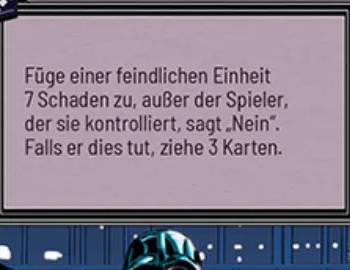 Füge einer feindlichen Einheit
7 Schaden zu, außer der Spieler,
der sie kontrolliert, sagt „Nein“.
Falls er dies tut, ziehe 3 Karten.